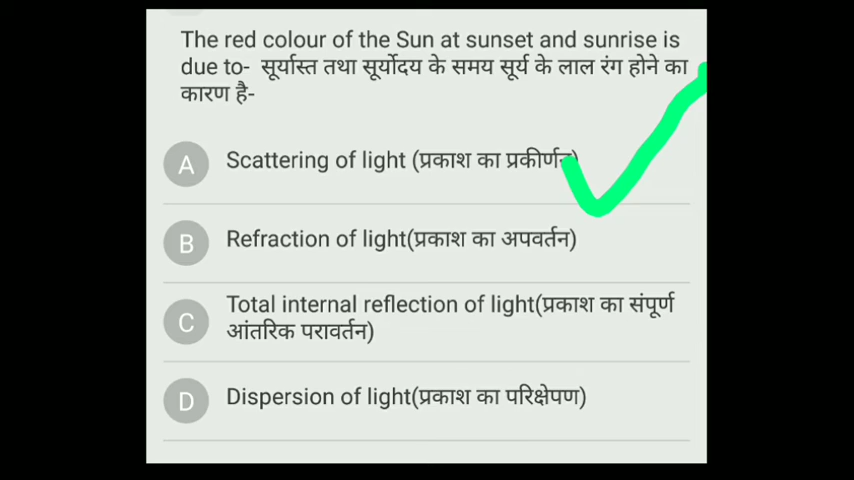 The red colour of the Sun at sunset and sunrise is
due to- सूर्यास्त तथा सूर्योदय के समय सूर्य के लाल रंग होने का
कारण है-
A Scattering of light (प्रकाश का प्रकीर्णन)
B Refraction of light(प्रकाश का अपवर्तन)
C Total internal reflection of light(प्रकाश का संपूर्ण
आंतरिक परावर्तन)
D Dispersion of light(प्रकाश का परिक्षेपण)